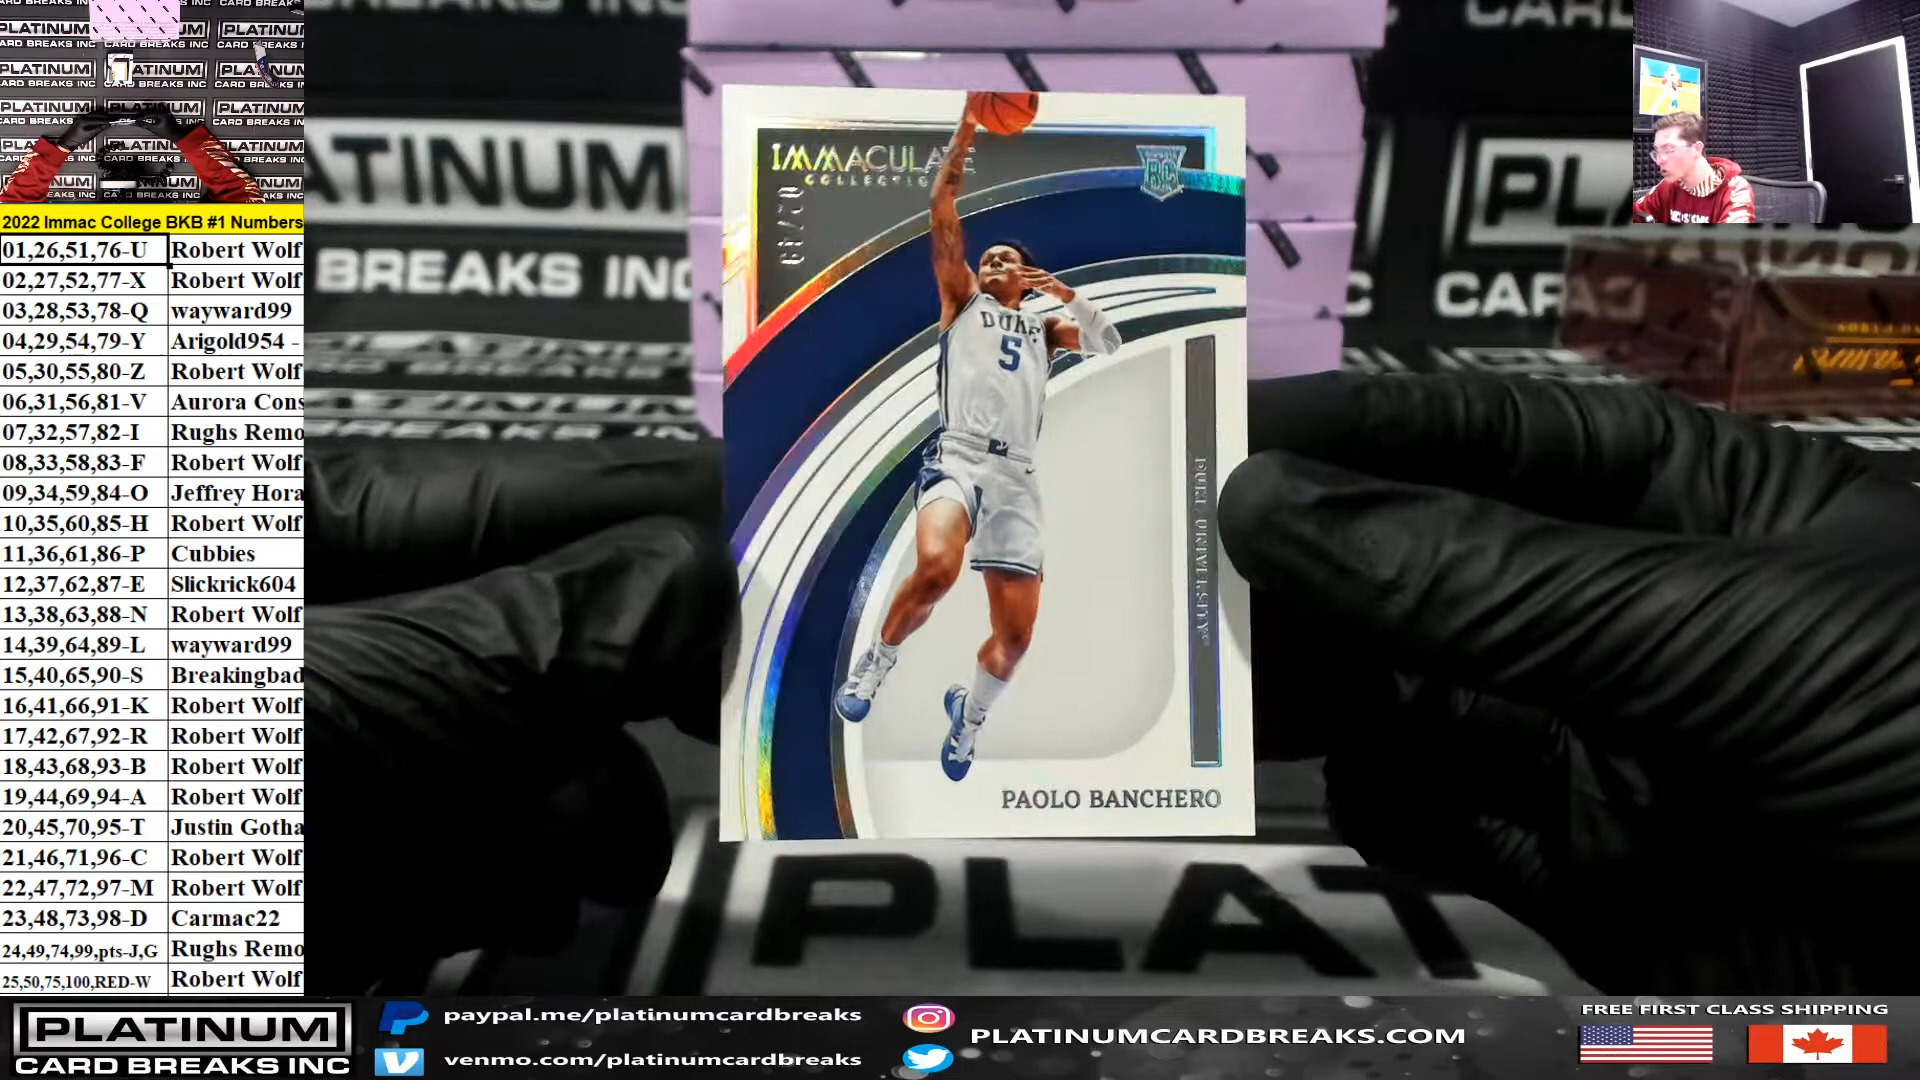 2022 Immac College BKB #1 Numbers
01,26,51,76-U Robert Wolf
02,27,52,77-X Robert Wolf
03,28,53,78-Q wayward99
04,29,54,79-Y Arigold954 -
05,30,55,80-Z Robert Wolf
06,31,56,81-V Aurora Cons
07,32,57,82-I Rughs Remo
08,33,58,83-F Robert Wolf
09,34,59,84-O Jeffrey Hora
10,35,60,85-H Robert Wolf
11,36,61,86-P Cubbies
12,37,62,87-E Slickrick604
13,38,63,88-N Robert Wolf
14,39,64,89-L wayward99
15,40,65,90-S Breakingbad
16,41,66,91-K Robert Wolf
17,42,67,92-R Robert Wolf
18,43,68,93-B Robert Wolf
19,44,69,94-A Robert Wolf
20,45,70,95-T Justin Gotha
21,46,71,96-C Robert Wolf
22,47,72,97-M Robert Wolf
23,48,73,98-D Carmac22
24,49,74,99,pts-J,G Rughs Remo
25,50,75,100,RED-W Robert Wolf
IMMACULATE
COLLECTION
RC
DUKE
5
DUKE UNIVERSITY
PAOLO BANCHERO
PLATINUM
BREAKS INC
PLAT
PLATINUM
CARD BREAKS INC
paypal.me/platinumcardbreaks
venmo.com/platinumcardbreaks
PLATINUMCARDBREAKS.COM
FREE FIRST CLASS SHIPPING